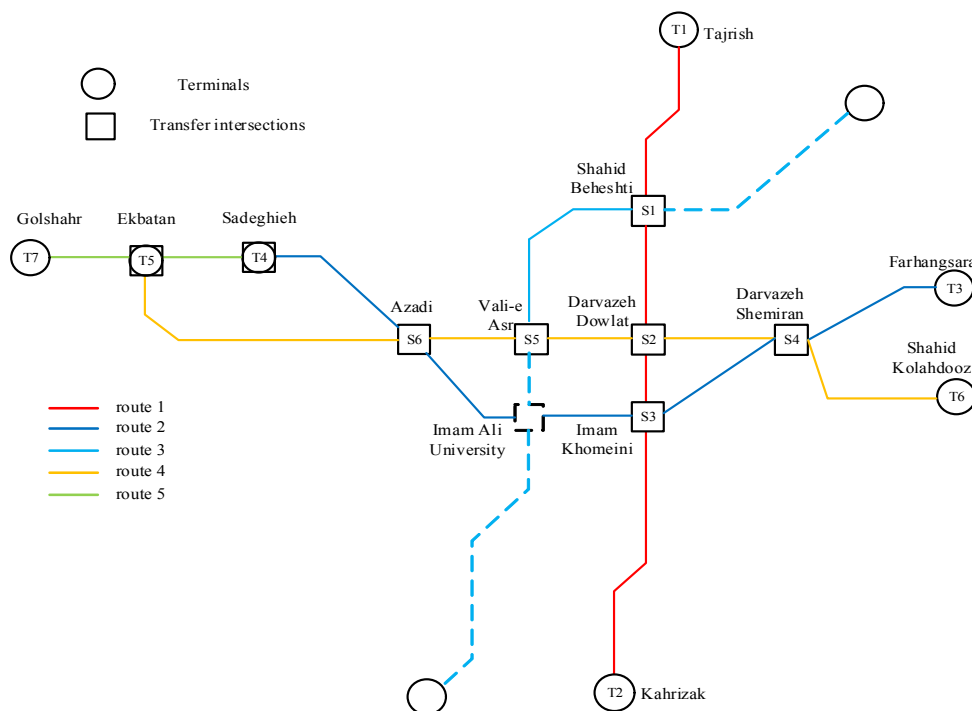 T1
Tajrish
Terminals
Transfer intersections
Shahid
Beheshti
S1
Golshahr
Ekbatan
Sadeghieh
T7
T5
T4
Farhangsara
T3
Azadi
Vali-e
Asr
Darvazeh
Dowlat
Darvazeh
Shemiran
S6
S5
S2
S4
Shahid
Kolahdooz
T6
route 1
route 2
route 3
route 4
route 5
Imam Ali
University
Imam
Khomeini
S3
T2
Kahrizak